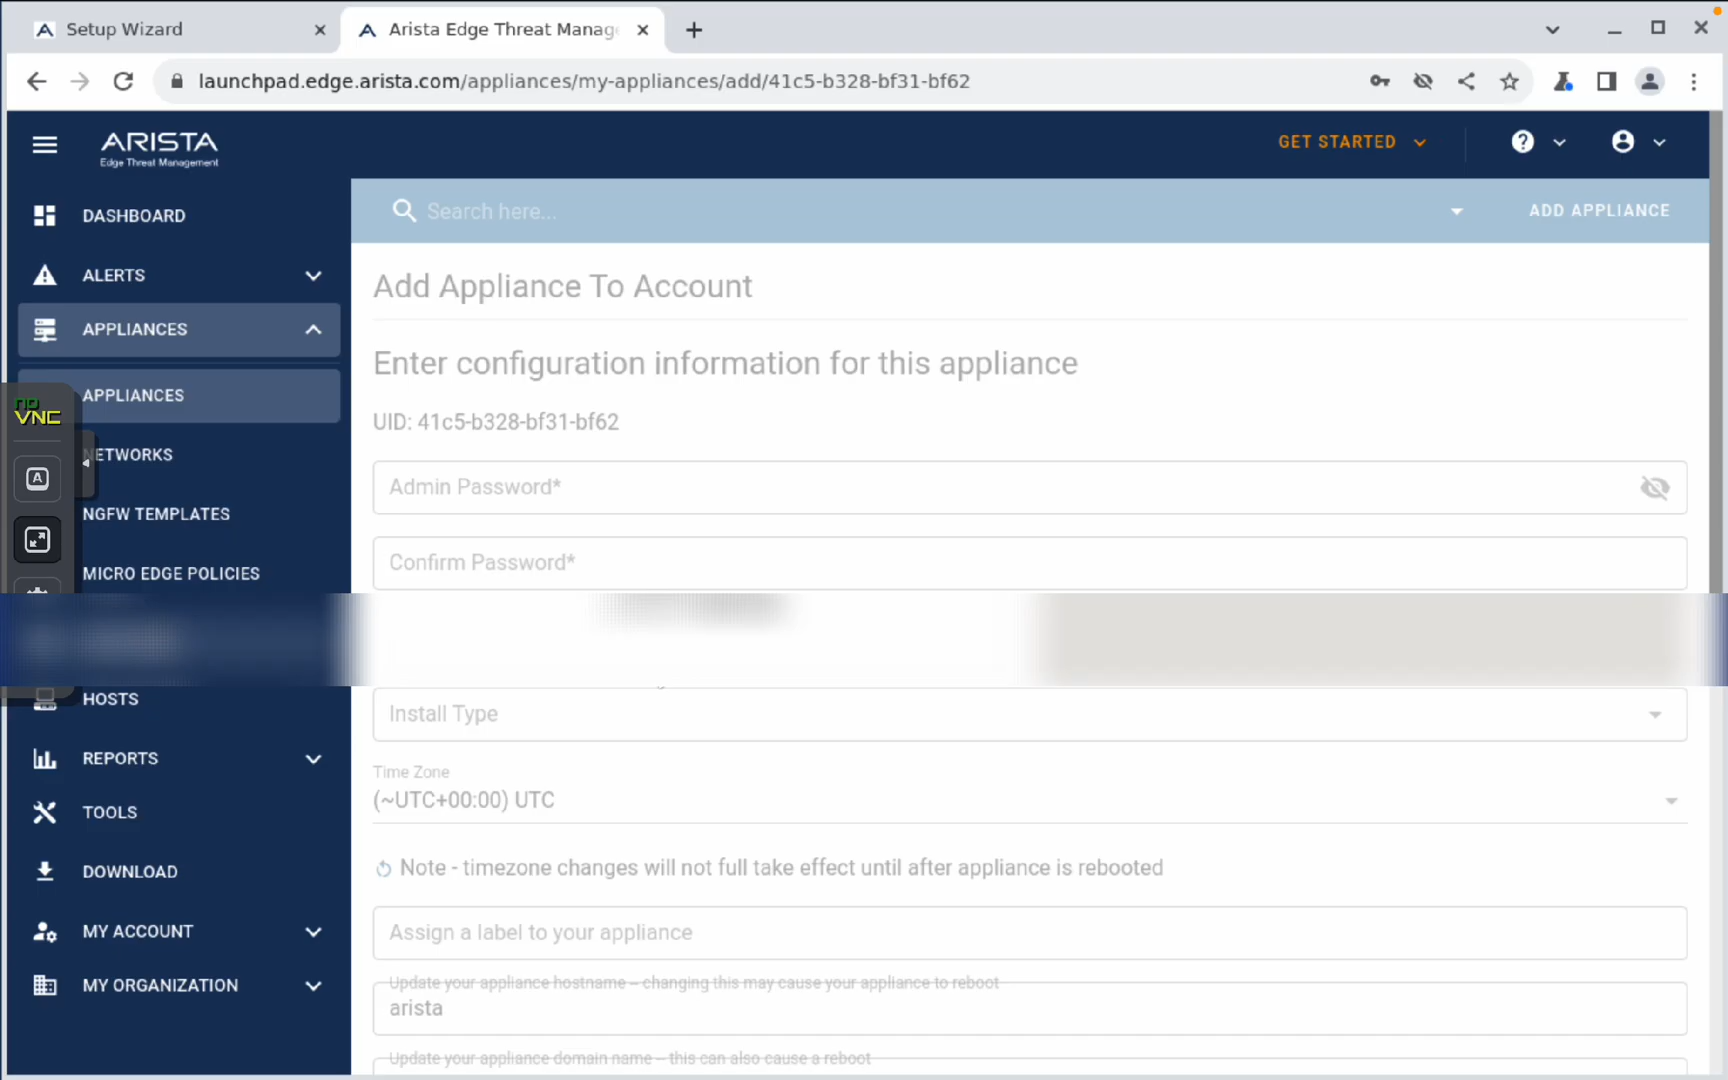 Setup Wizard
Arista Edge Threat Manag
launchpad.edge.arista.com/appliances/my-appliances/add/41c5-b328-bf31-bf62
ARISTA
Edge Threat Management
GET STARTED
DASHBOARD
ALERTS
APPLIANCES
APPLIANCES
NETWORKS
NGFW TEMPLATES
MICRO EDGE POLICIES
HOSTS
REPORTS
TOOLS
DOWNLOAD
MY ACCOUNT
MY ORGANIZATION
no
VNC
A
Search here...
ADD APPLIANCE
Add Appliance To Account
Enter configuration information for this appliance
UID: 41c5-b328-bf31-bf62
Admin Password*
Confirm Password*
Install Type
Time Zone
(~UTC+00:00) UTC
Note - timezone changes will not full take effect until after appliance is rebooted
Assign a label to your appliance
Update your appliance hostname – changing this may cause your appliance to reboot
arista
Update your appliance domain name – this can also cause a reboot